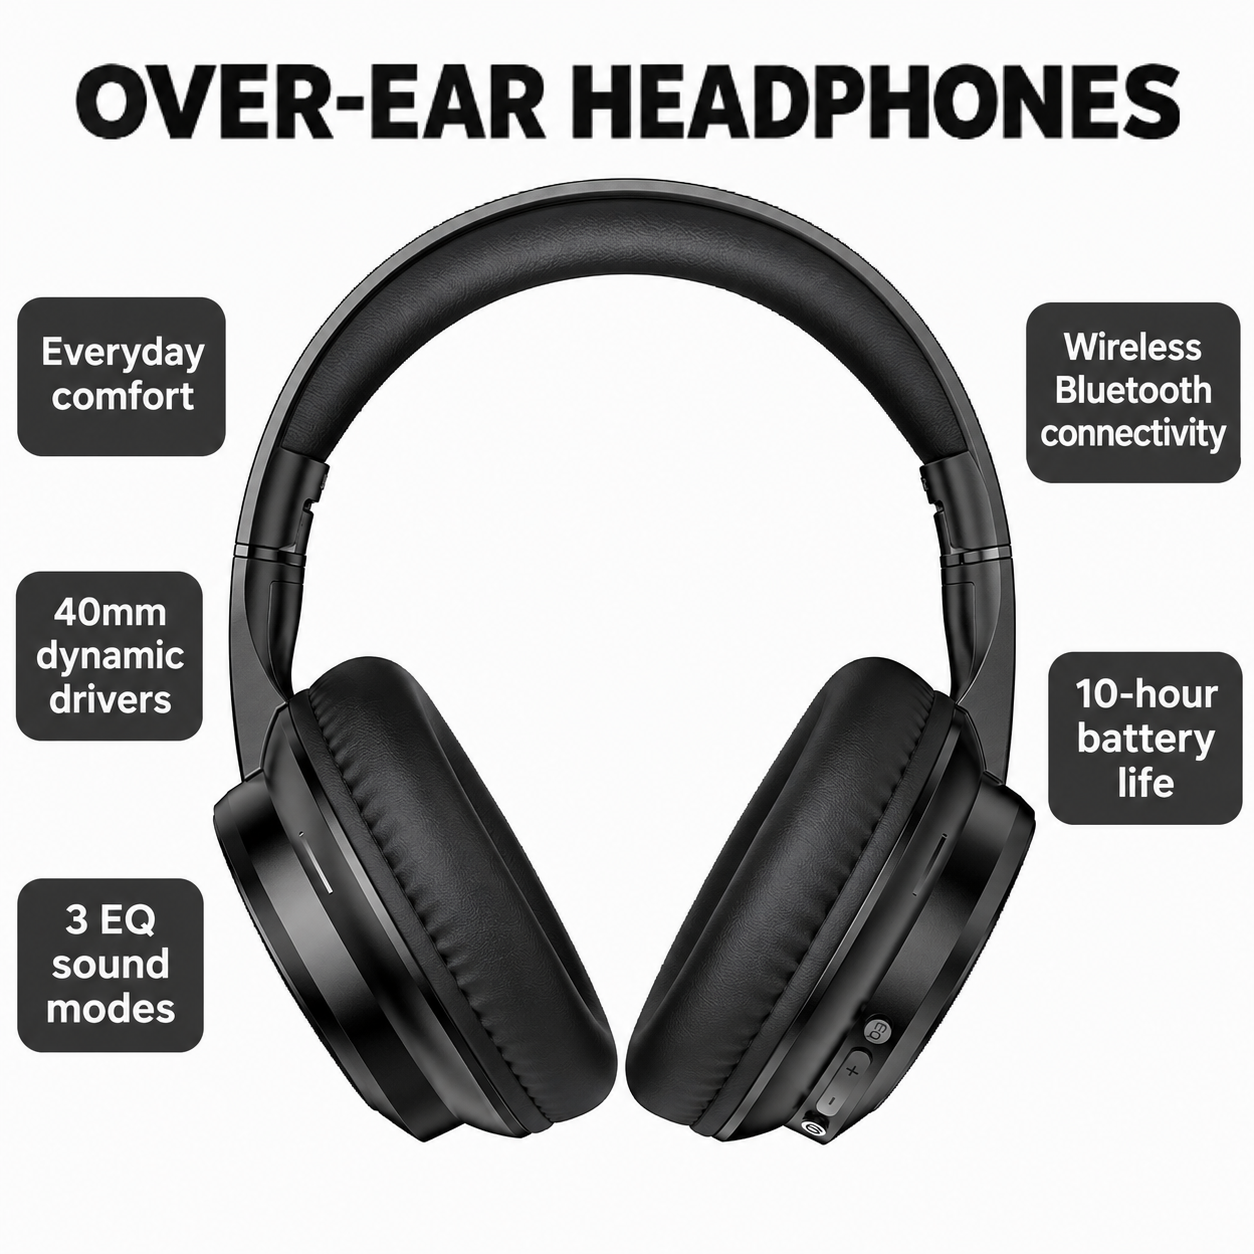 OVER-EAR HEADPHONES
Everyday
comfort
Wireless
Bluetooth
connectivity
40mm
dynamic
drivers
10-hour
battery
life
3 EQ
sound
modes
EQ
+
-